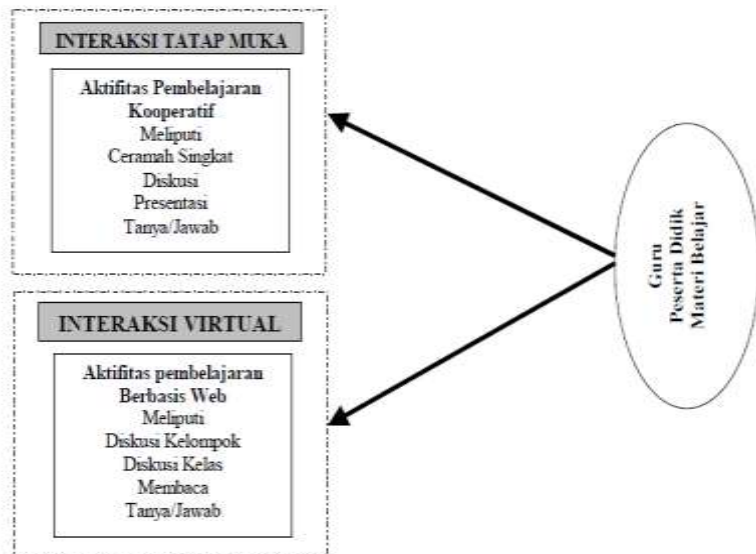 INTERAKSI TATAP MUKA
Aktifitas Pembelajaran
Kooperatif
Meliputi
Ceramah Singkat
Diskusi
Presentasi
Tanya/Jawab
INTERAKSI VIRTUAL
Aktifitas pembelajaran
Berbasis Web
Meliputi
Diskusi Kelompok
Diskusi Kelas
Membaca
Tanya/Jawab
Guru
Peserta Didik
Materi Belajar